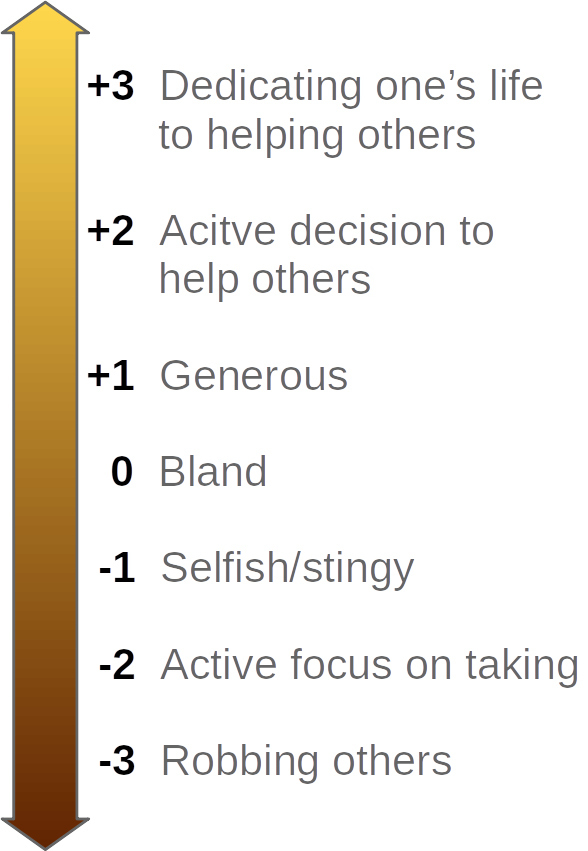 +3 Dedicating one’s life
to helping others
+2 Acitve decision to
help others
+1 Generous
0 Bland
-1 Selfish/stingy
-2 Active focus on taking
-3 Robbing others